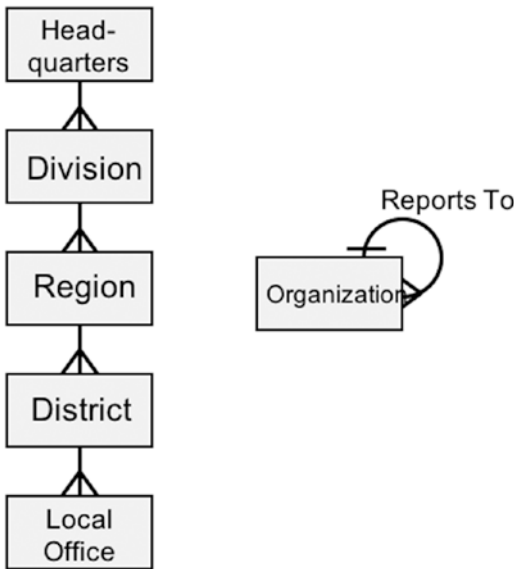 Head-
quarters
Division
Region
District
Local
Office
Reports To
Organization